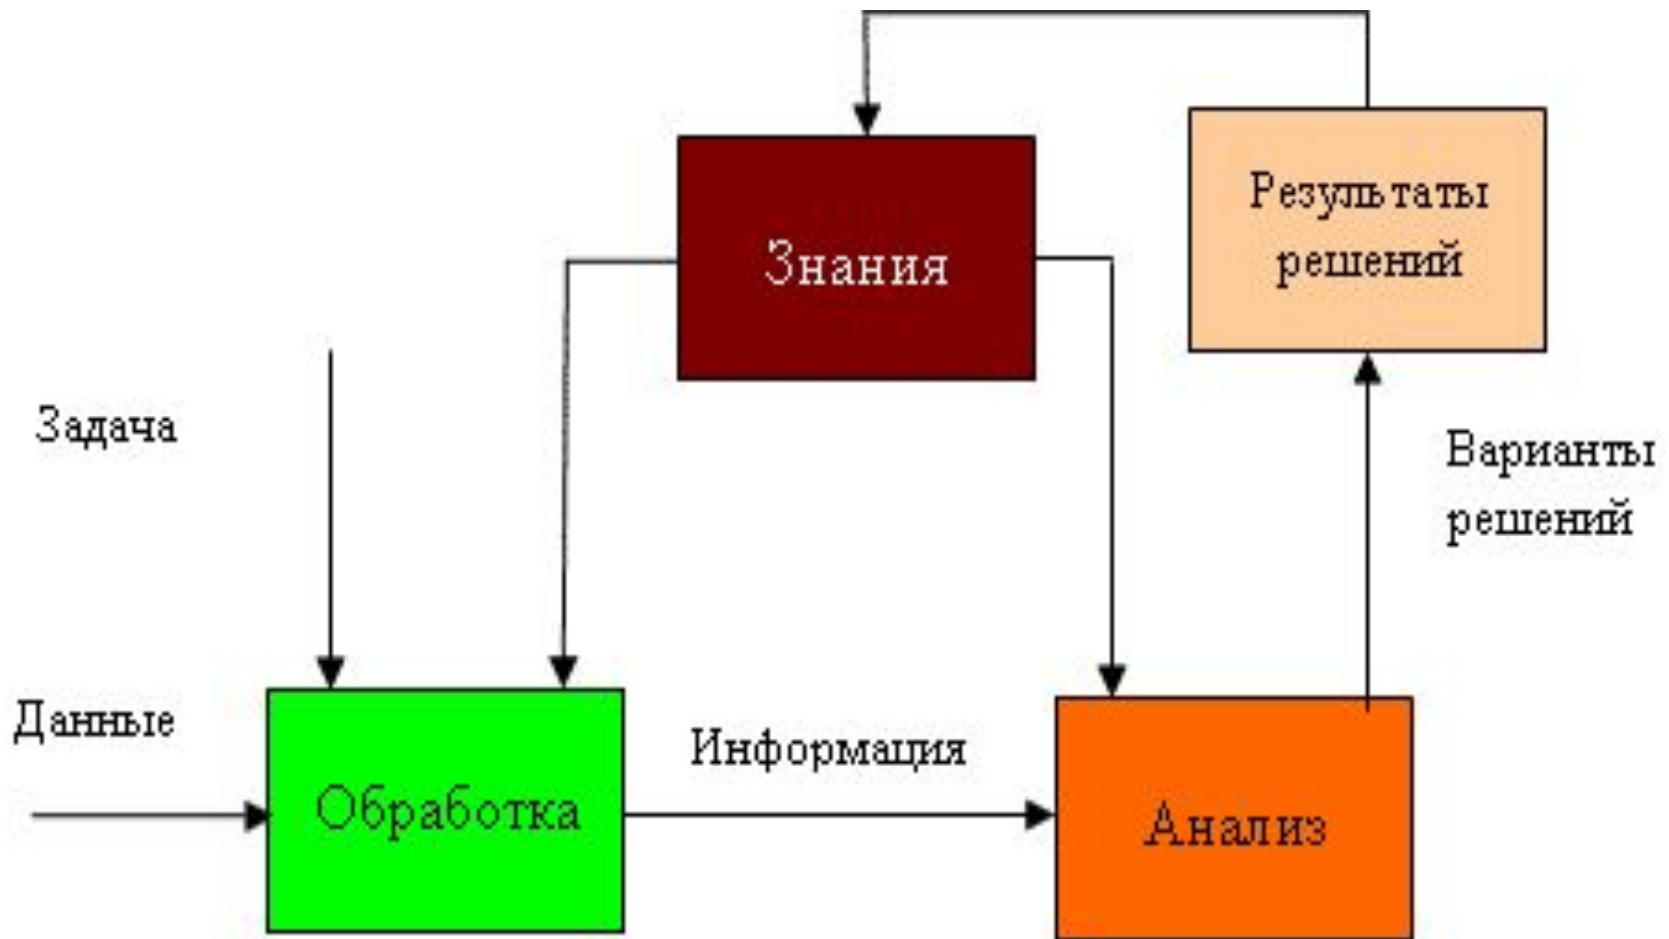 Результаты
решений
Знания
Задача
Варианты
решений
Данные
Информация
Обработка
Анализ